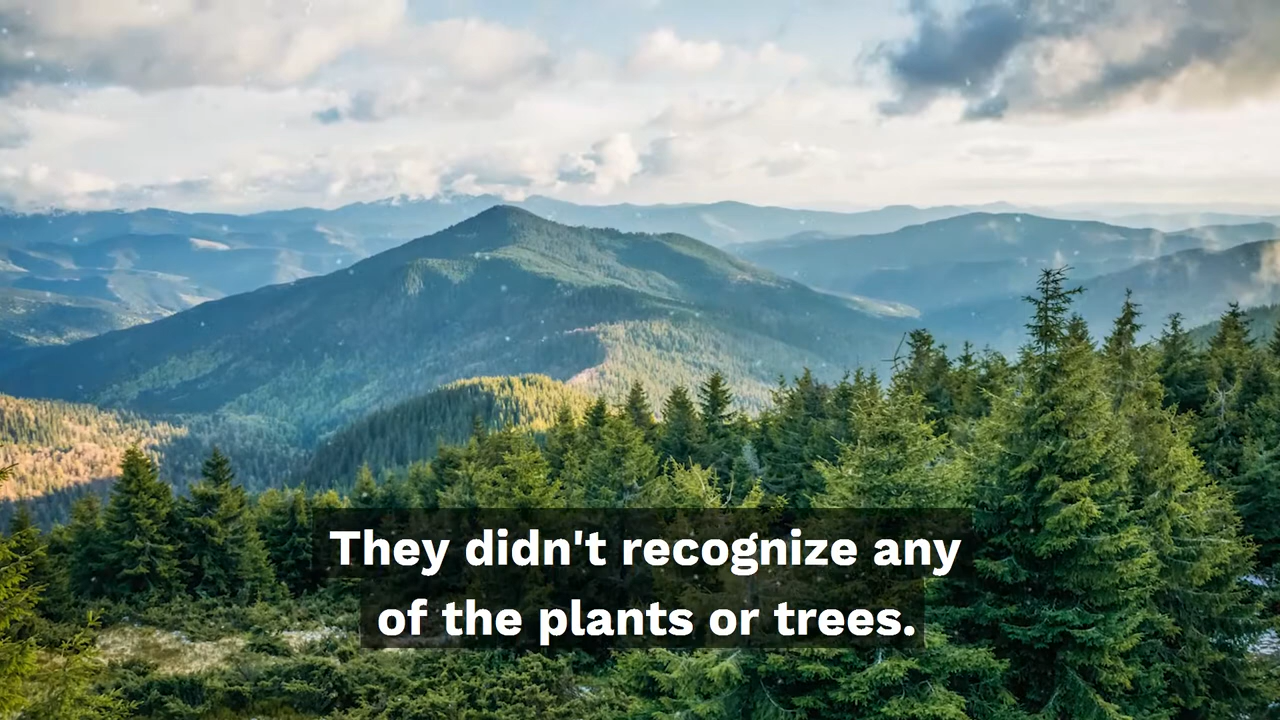 They didn't recognize any
of the plants or trees.